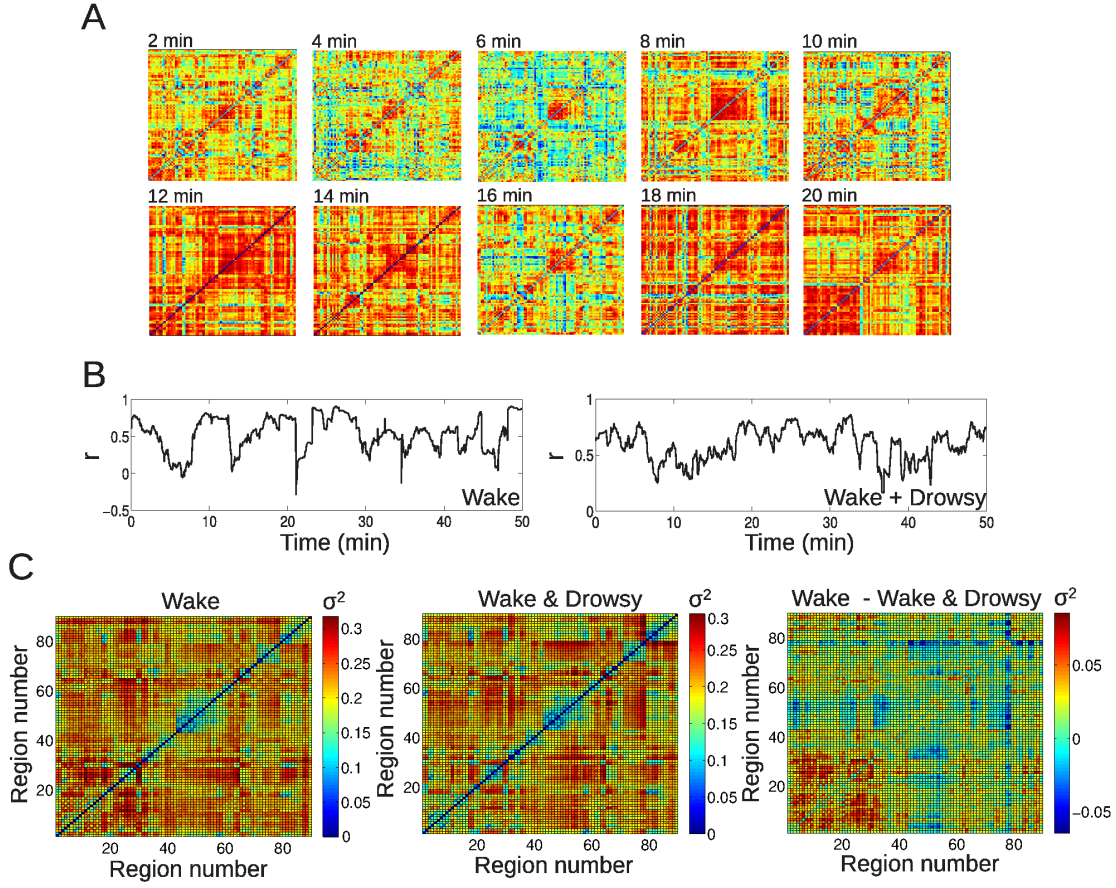 A
2 min 4 min 6 min 8 min 10 min
12 min 14 min 16 min 18 min 20 min
B
1
0.5
0
−0.5
r
0 10 20 30 40 50
Time (min)
Wake
1
0.5
0
r
0 10 20 30 40 50
Time (min)
Wake + Drowsy
C
Wake σ²
Region number
80
60
40
20
20 40 60 80
Region number
0.3
0.25
0.2
0.15
0.1
0.05
0
Wake & Drowsy σ²
Region number
80
60
40
20
20 40 60 80
Region number
0.3
0.25
0.2
0.15
0.1
0.05
0
Wake - Wake & Drowsy σ²
Region number
80
60
40
20
20 40 60 80
Region number
0.05
0
−0.05